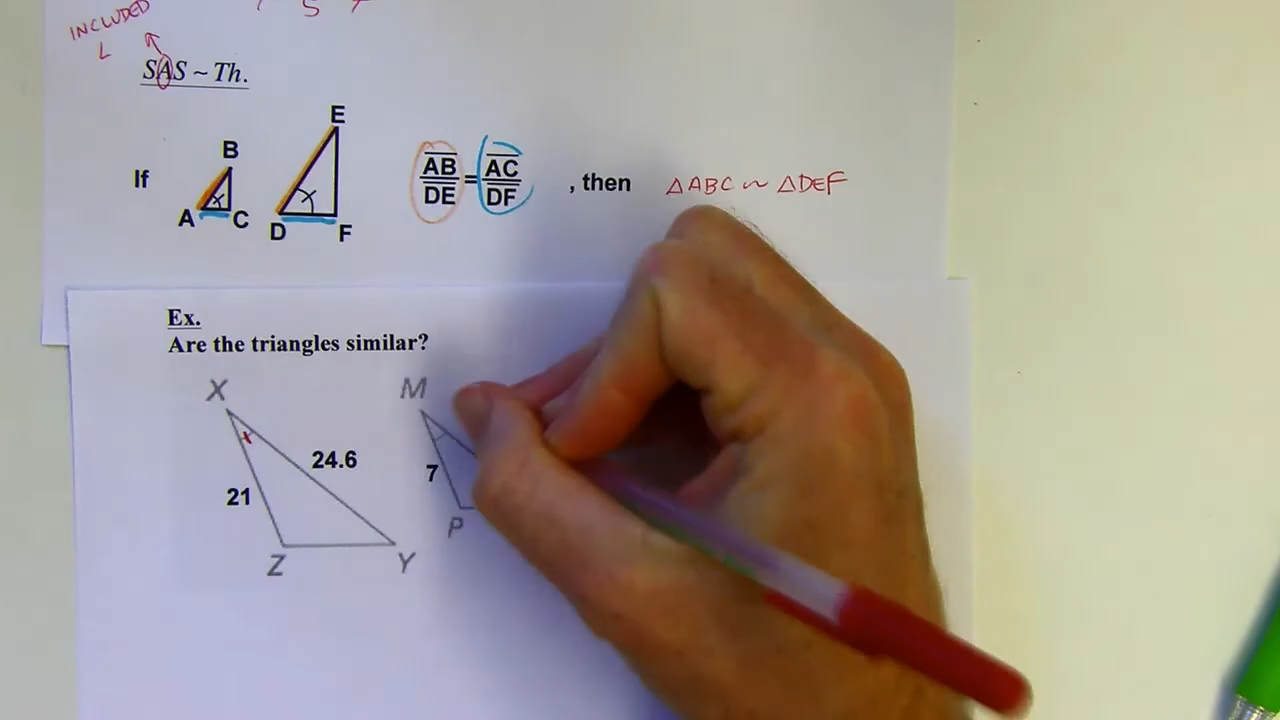 INCLUDED
∠
SAS ~ Th.
If
B
A
C
E
D
F
AB
DE
=
AC
DF
, then
△ABC ~ △DEF
Ex.
Are the triangles similar?
X
24.6
21
Z
Y
M
7
P